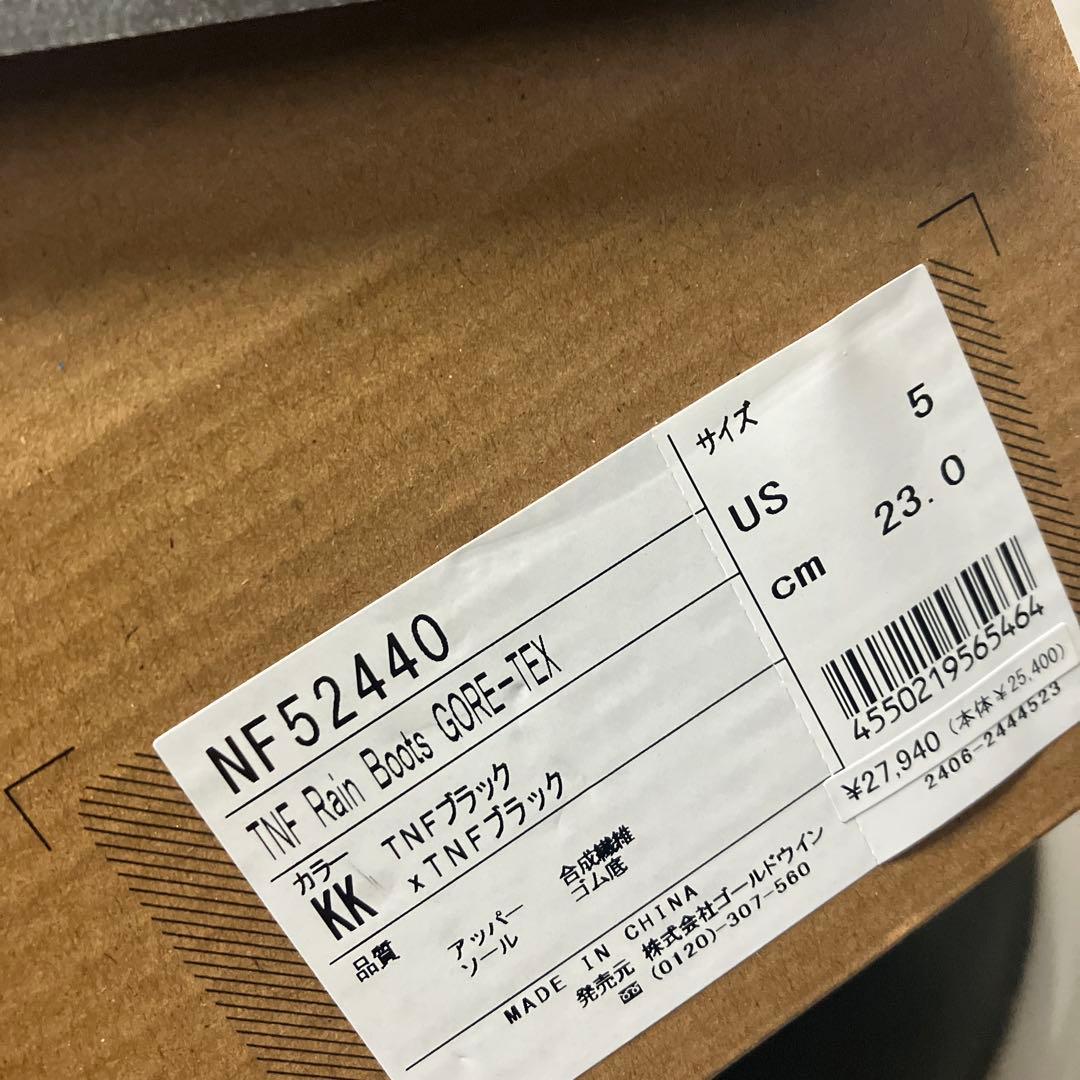 NF52440
TNF Rain Boots GORE-TEX
カラー TNFブラック
KK x TNFブラック
品質 アッパー 合成繊維
ソール ゴム底
MADE IN CHINA
発売元 株式会社ゴールドウイン
☎ (0120)-307-560
サイズ
US 5
cm 23.0
4550219565464
¥27,940 (本体¥25,400)
2406-2444523